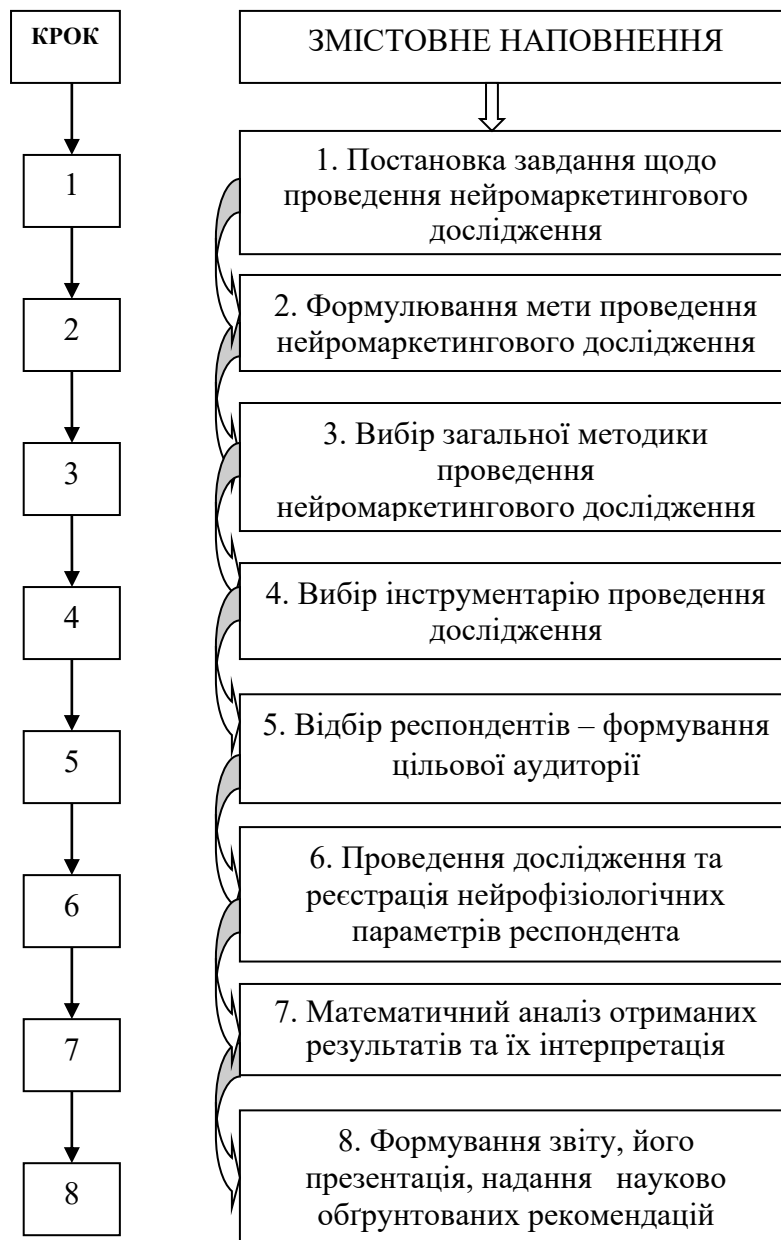 КРОК
ЗМІСТОВНЕ НАПОВНЕННЯ
1
1. Постановка завдання щодо
проведення нейромаркетингового
дослідження
2
2. Формулювання мети проведення
нейромаркетингового дослідження
3
3. Вибір загальної методики
проведення
нейромаркетингового дослідження
4
4. Вибір інструментарію проведення
дослідження
5
5. Відбір респондентів – формування
цільової аудиторії
6
6. Проведення дослідження та
реєстрація нейрофізіологічних
параметрів респондента
7
7. Математичний аналіз отриманих
результатів та їх інтерпретація
8
8. Формування звіту, його
презентація, надання науково
обґрунтованих рекомендацій